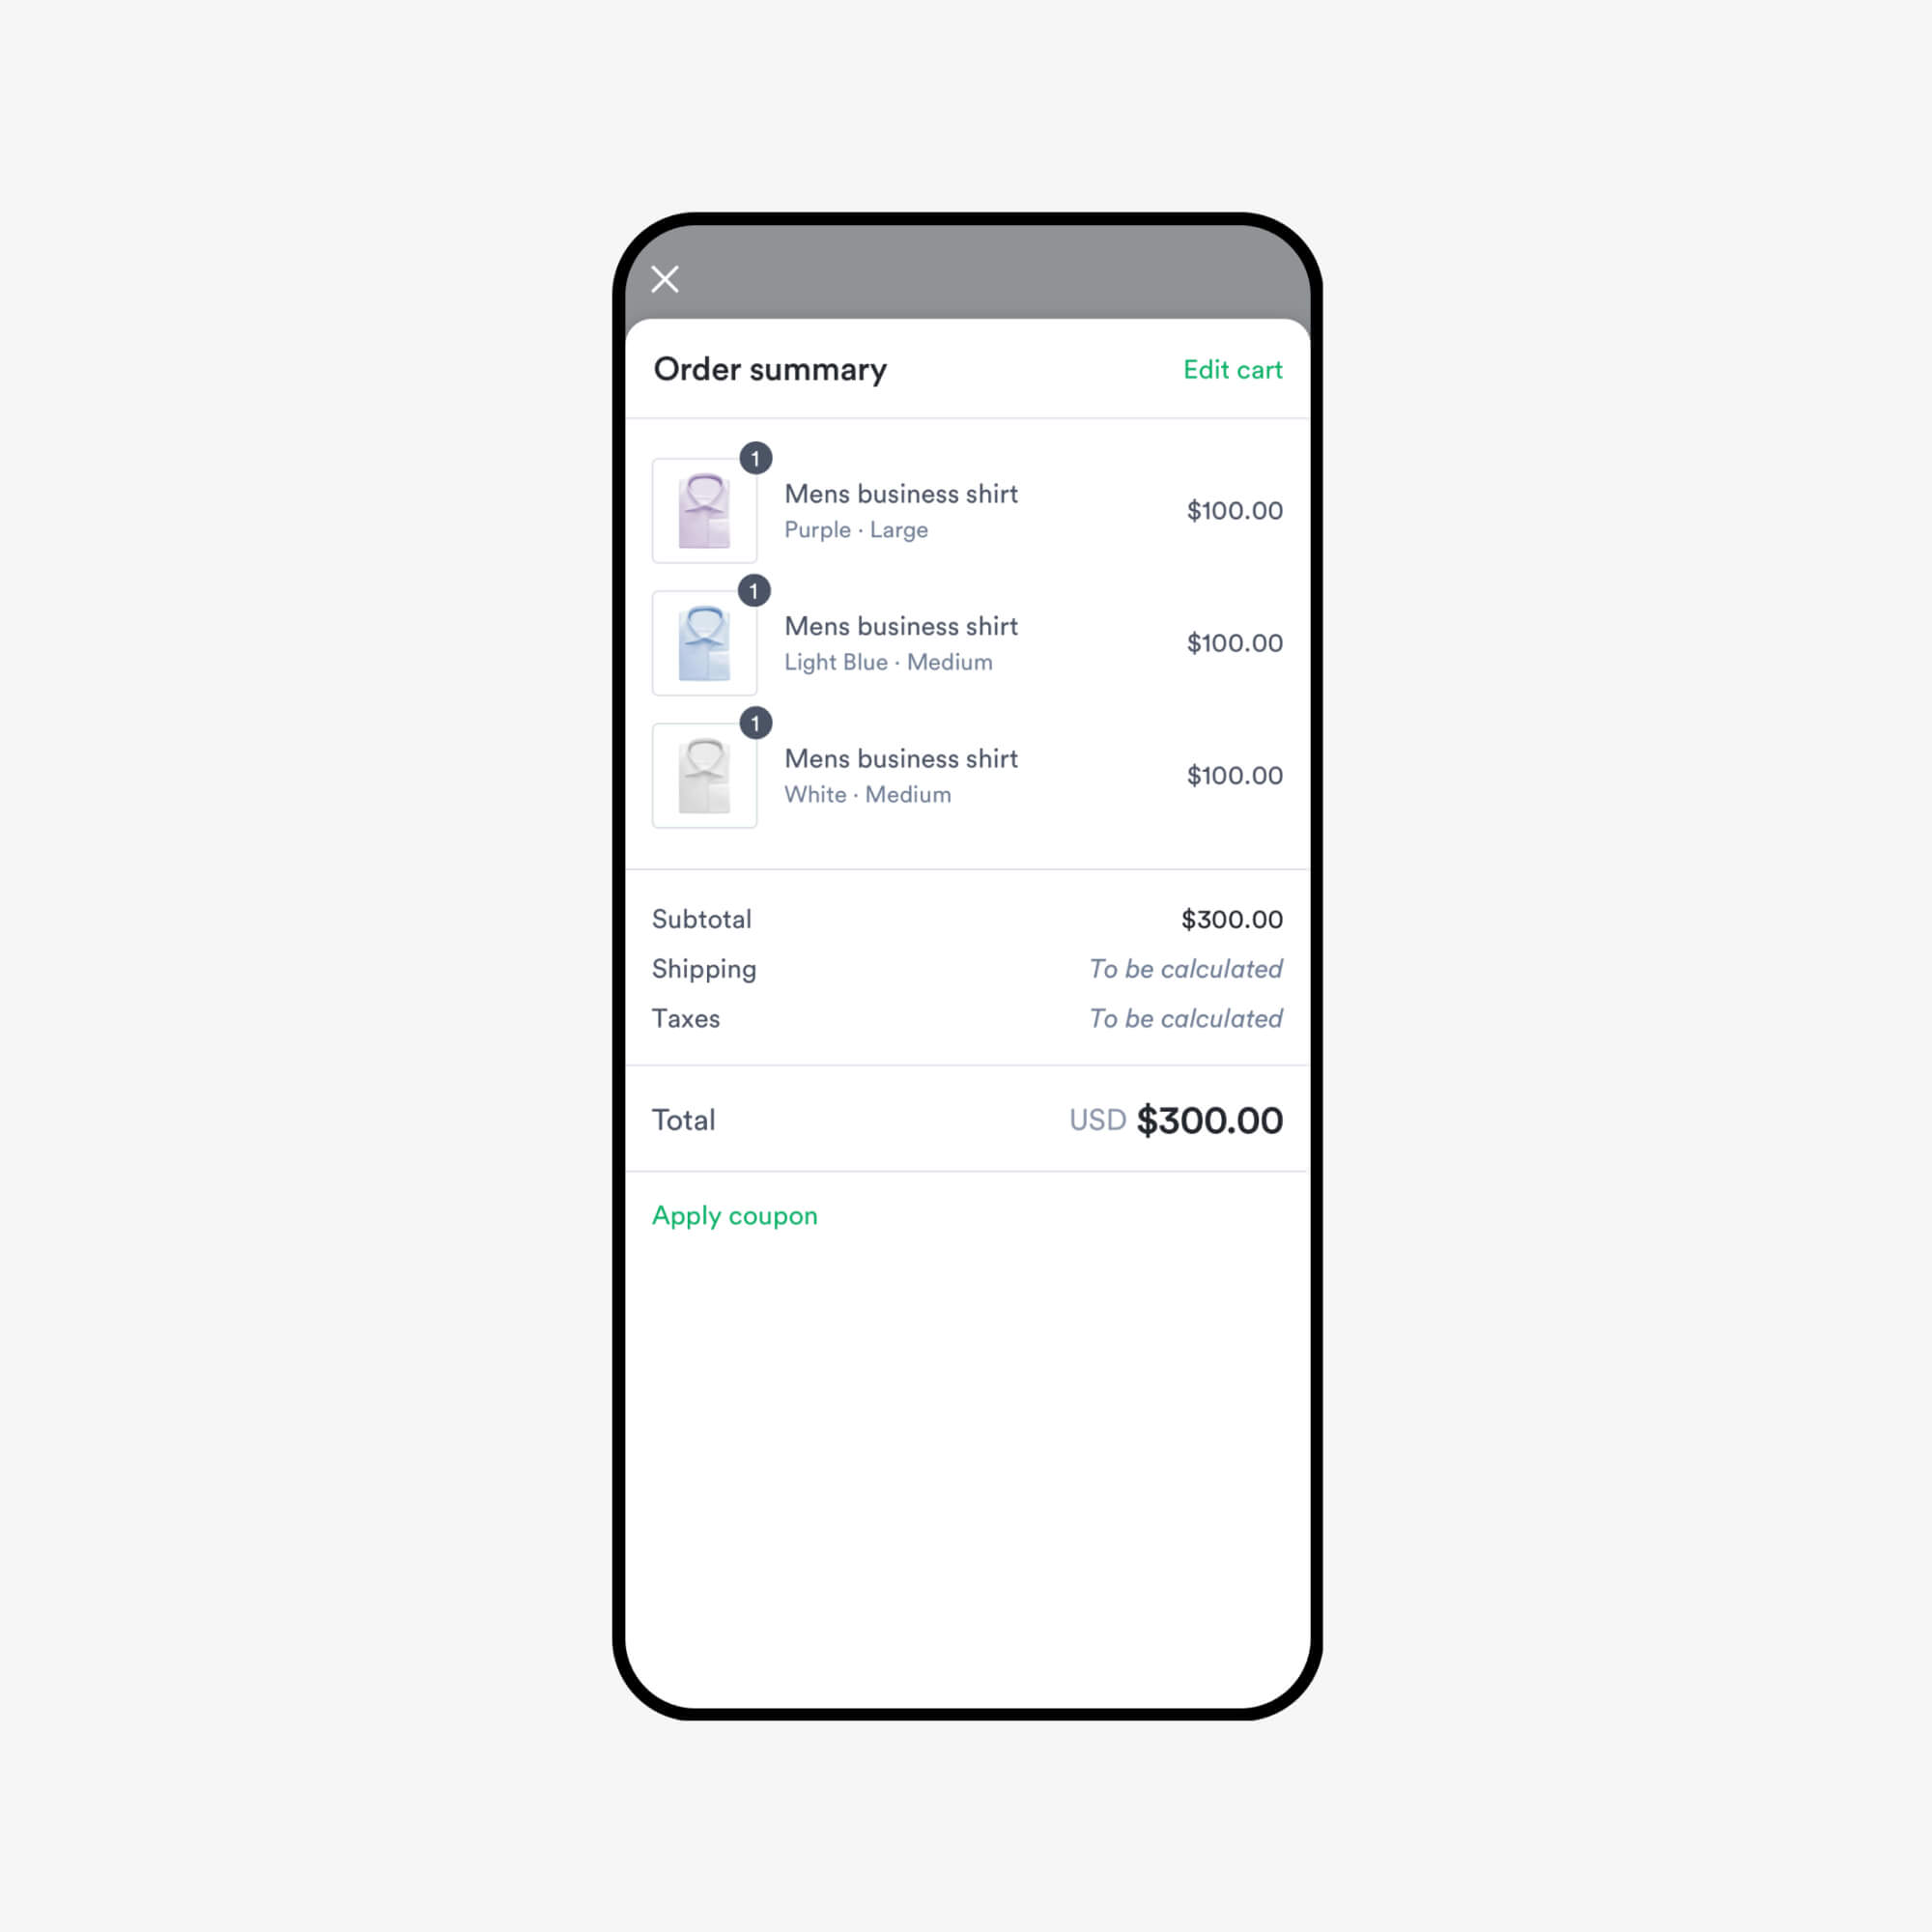 Order summary
Edit cart
1
Mens business shirt
Purple · Large
$100.00
1
Mens business shirt
Light Blue · Medium
$100.00
1
Mens business shirt
White · Medium
$100.00
Subtotal $300.00
Shipping To be calculated
Taxes To be calculated
Total USD $300.00
Apply coupon